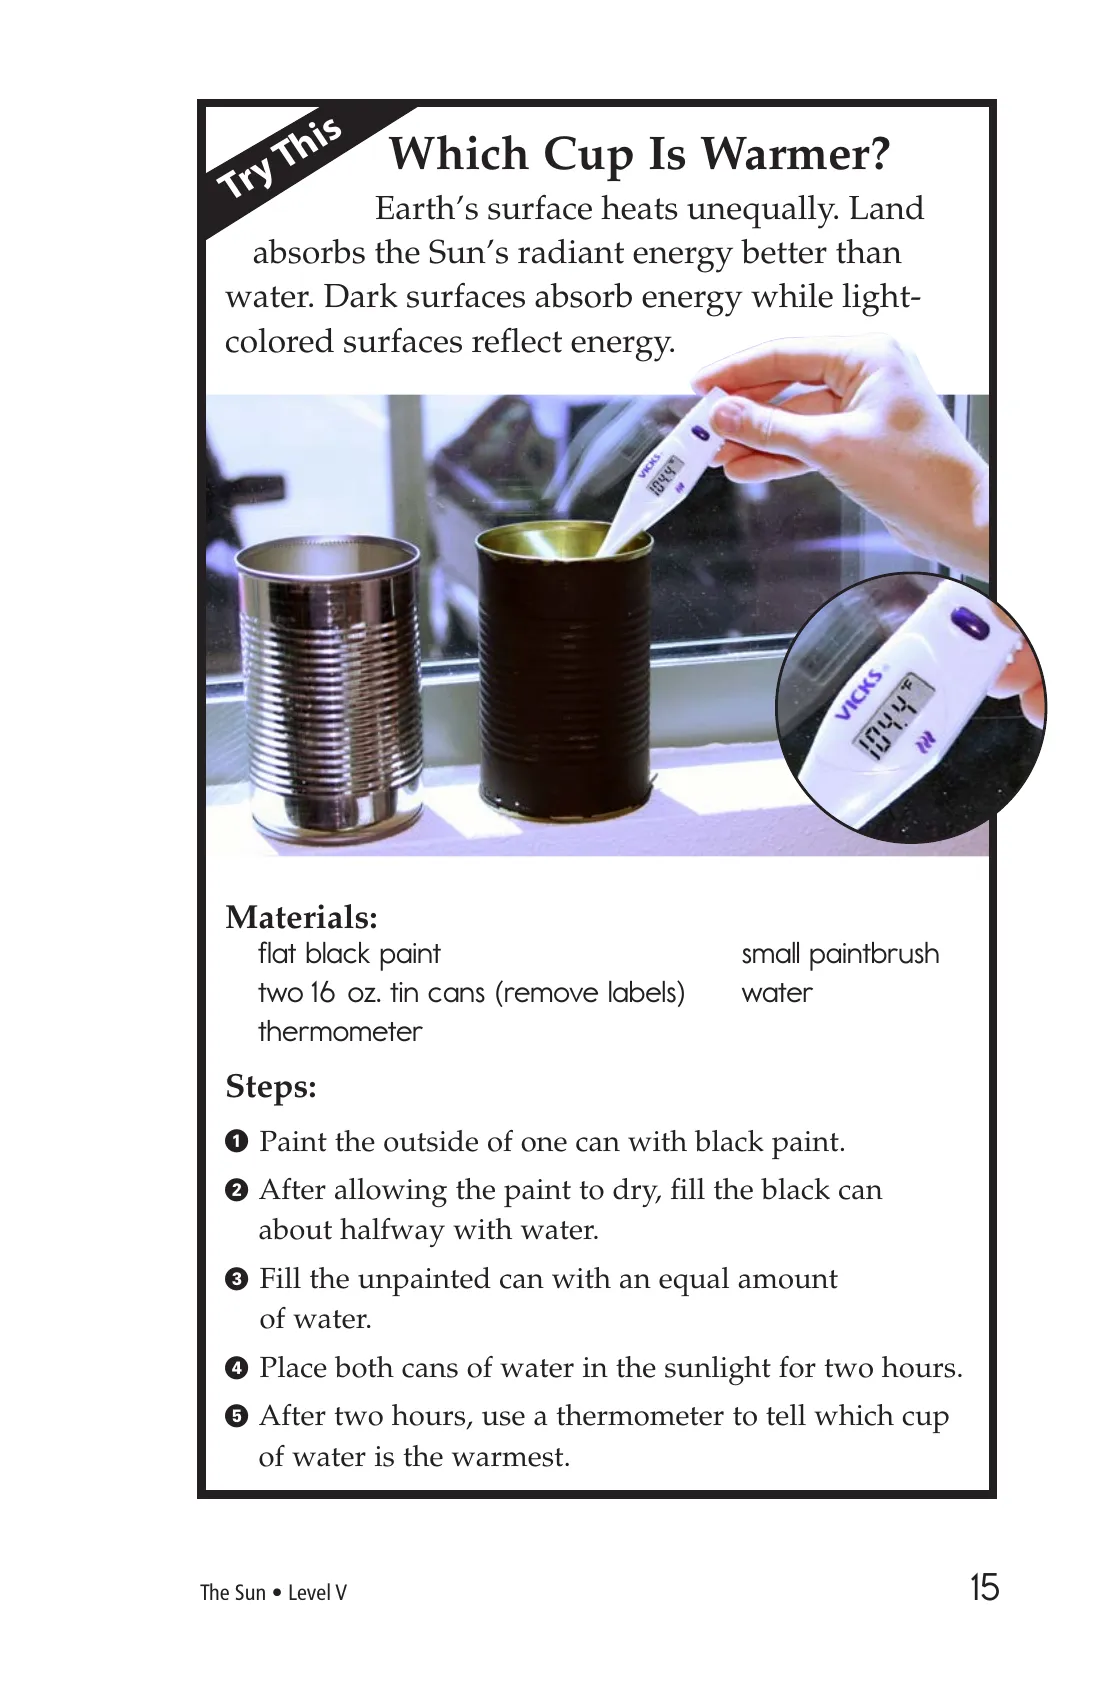 Try This
Which Cup Is Warmer?
Earth’s surface heats unequally. Land
absorbs the Sun’s radiant energy better than
water. Dark surfaces absorb energy while light-
colored surfaces reflect energy.
VICKS
104.4 °F
VICKS
104.4 °F
Materials:
flat black paint
small paintbrush
two 16 oz. tin cans (remove labels)
water
thermometer
Steps:
1 Paint the outside of one can with black paint.
2 After allowing the paint to dry, fill the black can
about halfway with water.
3 Fill the unpainted can with an equal amount
of water.
4 Place both cans of water in the sunlight for two hours.
5 After two hours, use a thermometer to tell which cup
of water is the warmest.
The Sun • Level V
15